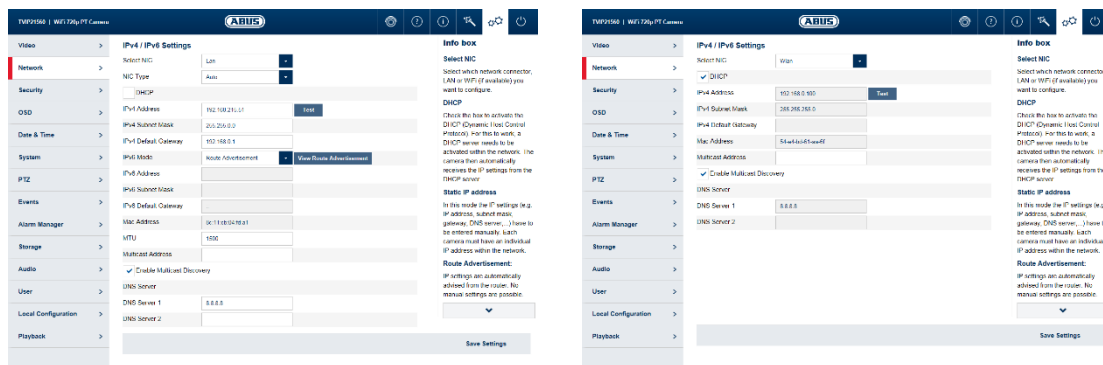 TVIP21560 | WiFi 720p PT Camera
ABUS
Video
Network
Security
OSD
Date & Time
System
PTZ
Events
Alarm Manager
Storage
Audio
User
Local Configuration
Playback
IPv4 / IPv6 Settings
Select NIC Lan
NIC Type Auto
DHCP
IPv4 Address Test
IPv4 Subnet Mask 255.255.0.0
IPv4 Default Gateway 192.168.0.1
IPv6 Mode Route Advertisement View Route Advertisement
IPv6 Address
IPv6 Subnet Mask
IPv6 Default Gateway
Mac Address
MTU 1500
Multicast Address
Enable Multicast Discovery
DNS Server
DNS Server 1 8.8.8.8
DNS Server 2
Info box
Select NIC
Select which network connector,
LAN or WiFi (if available) you
want to configure.
DHCP
Check the box to activate the
DHCP (Dynamic Host Control
Protocol). For this to work, a
DHCP server needs to be
activated within the network. The
camera then automatically
receives the IP settings from the
DHCP server.
Static IP address
In this mode the IP settings (e.g.
IP address, subnet mask,
gateway, DNS server,...) have to
be entered manually. Each
camera must have an individual
IP address within the network.
Route Advertisement:
IP settings are automatically
advised from the router. No
manual settings are possible.
Save Settings
TVIP21560 | WiFi 720p PT Camera
ABUS
Video
Network
Security
OSD
Date & Time
System
PTZ
Events
Alarm Manager
Storage
Audio
User
Local Configuration
Playback
IPv4 / IPv6 Settings
Select NIC Wlan
DHCP
IPv4 Address 192.168.0.100 Test
IPv4 Subnet Mask 255.255.255.0
IPv4 Default Gateway
Mac Address
Multicast Address
Enable Multicast Discovery
DNS Server
DNS Server 1 8.8.8.8
DNS Server 2
Info box
Select NIC
Select which network connector,
LAN or WiFi (if available) you
want to configure.
DHCP
Check the box to activate the
DHCP (Dynamic Host Control
Protocol). For this to work, a
DHCP server needs to be
activated within the network. The
camera then automatically
receives the IP settings from the
DHCP server.
Static IP address
In this mode the IP settings (e.g.
IP address, subnet mask,
gateway, DNS server,...) have to
be entered manually. Each
camera must have an individual
IP address within the network.
Route Advertisement:
IP settings are automatically
advised from the router. No
manual settings are possible.
Save Settings